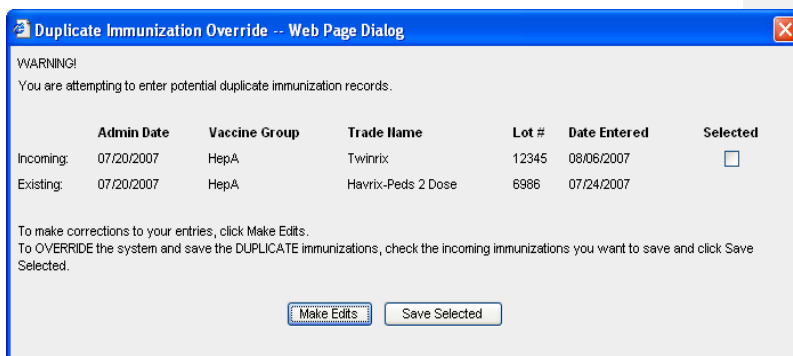 Duplicate Immunization Override -- Web Page Dialog
WARNING!
You are attempting to enter potential duplicate immunization records.
Admin Date Vaccine Group Trade Name Lot # Date Entered Selected
Incoming: 07/20/2007 HepA Twinrix 12345 08/06/2007
Existing: 07/20/2007 HepA Havrix-Peds 2 Dose 6986 07/24/2007
To make corrections to your entries, click Make Edits.
To OVERRIDE the system and save the DUPLICATE immunizations, check the incoming immunizations you want to save and click Save
Selected.
Make Edits Save Selected